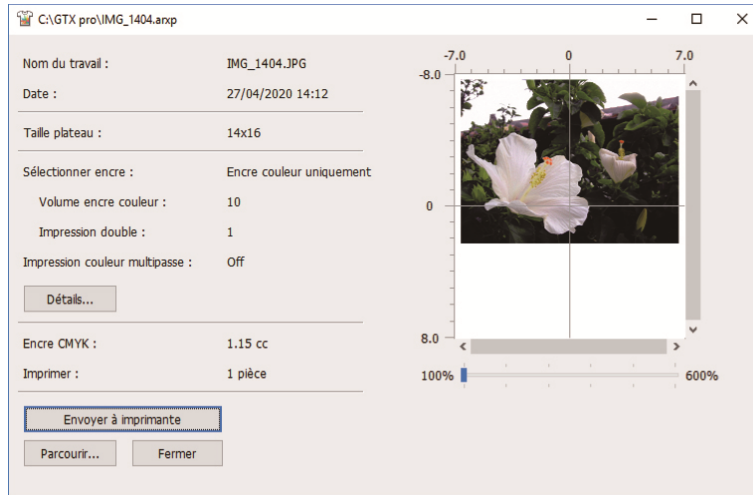 C:\GTX pro\IMG_1404.arxp
Nom du travail : IMG_1404.JPG
Date : 27/04/2020 14:12
Taille plateau : 14x16
Sélectionner encre : Encre couleur uniquement
Volume encre couleur : 10
Impression double : 1
Impression couleur multipasse : Off
Détails...
Encre CMYK : 1.15 cc
Imprimer : 1 pièce
Envoyer à imprimante
Parcourir... Fermer
-7.0 0 7.0
-8.0
0
8.0
100% 600%